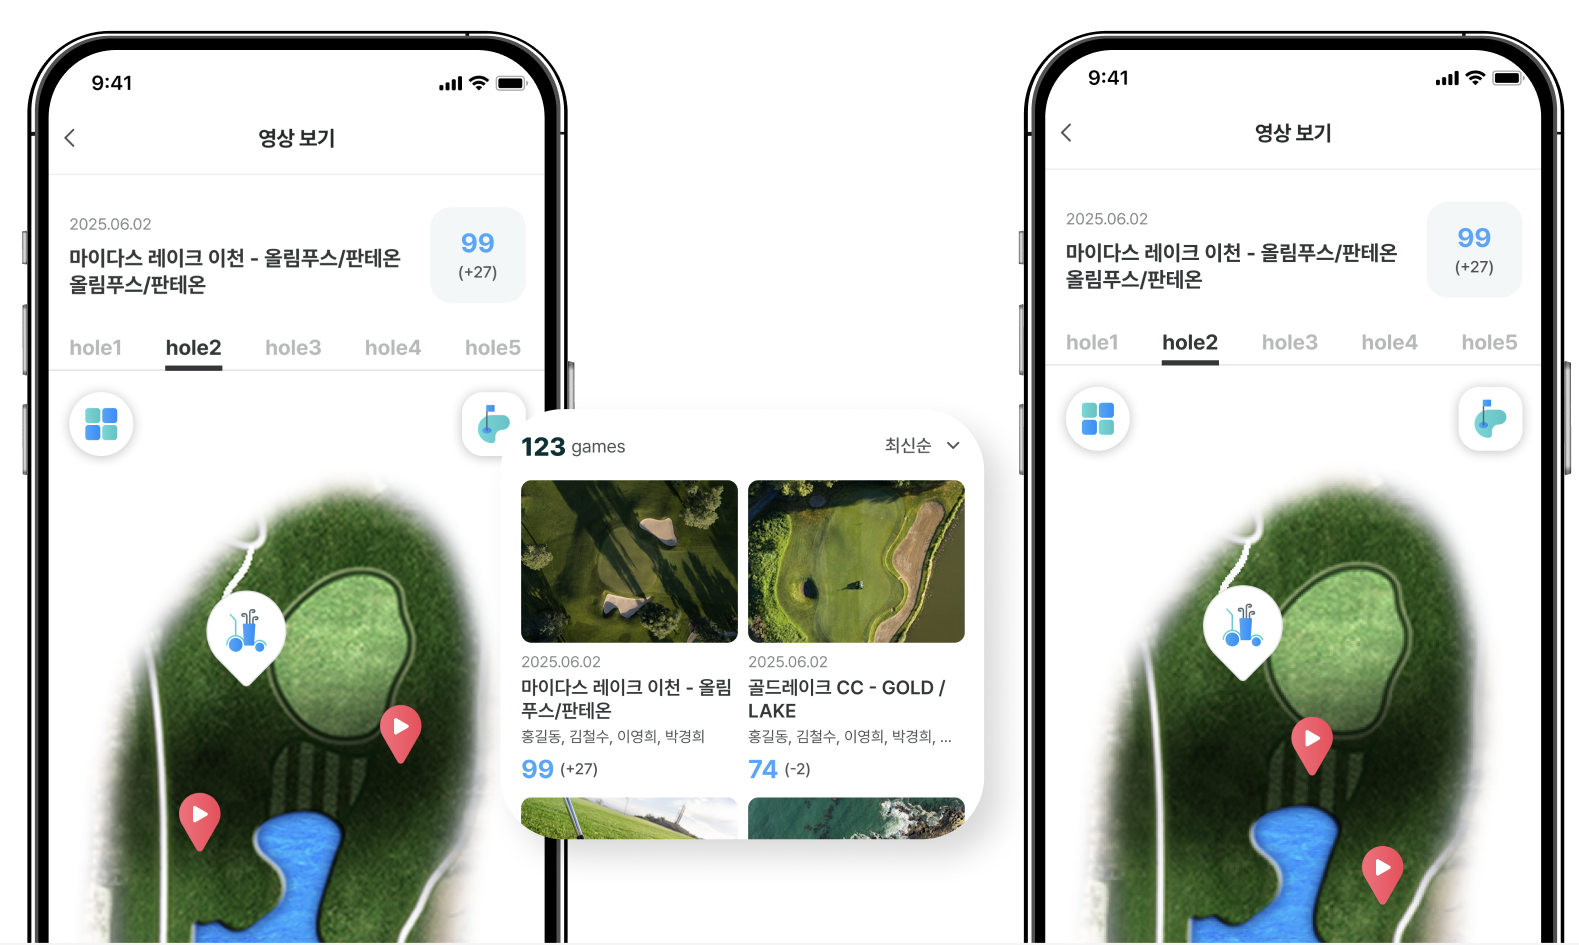 9:41
영상 보기
2025.06.02
마이다스 레이크 이천 - 올림푸스/판테온
올림푸스/판테온
99
(+27)
hole1 hole2 hole3 hole4 hole5
123 games
최신순
2025.06.02
마이다스 레이크 이천 - 올림
푸스/판테온
홍길동, 김철수, 이영희, 박경희
99 (+27)
2025.06.02
골드레이크 CC - GOLD /
LAKE
홍길동, 김철수, 이영희, 박경희, ...
74 (-2)
9:41
영상 보기
2025.06.02
마이다스 레이크 이천 - 올림푸스/판테온
올림푸스/판테온
99
(+27)
hole1 hole2 hole3 hole4 hole5